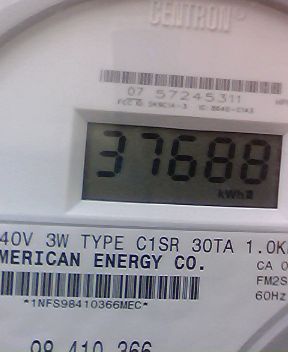 CENTRON®
07 57245311
37688
kWh
40V 3W TYPE C1SR 30TA 1.0K
MERICAN ENERGY CO.
CA 0
FM2S
60Hz
*1NFS98410366MEC*
98 410 366